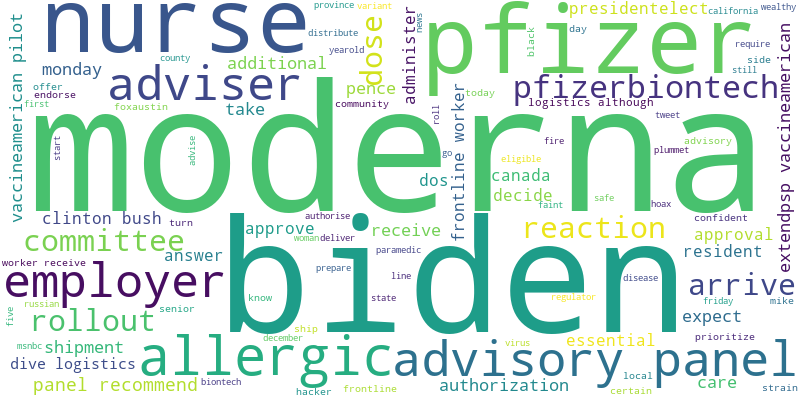 nurse
pfizer
moderna
biden
vaccineamerican pilot
monday
endorse
first
county
adviser
additional
foxaustin
offer
province
distribute
yearold
variant
dose
pence
community
take
administer
news
roll
today
presidentelect
california
wealthy
black
day
require
side
still
pfizerbiontech
logistics although
tweet
frontline worker
go
fire
plummet
advisory
eligible
start
advise
dos
canada
decide
faint
safe
hoax
confident
extendpsp vaccineamerican
clinton bush
turn
committee
answer
approve
authorise
woman
deliver
receive
paramedic
reaction
approval
resident
worker receive
employer
know
prepare
line
state
disease
regulator
arrive
friday
mike
russian
senior
five
rollout
expect
prioritize
msnbc
shipment
dive logistics
panel recommend
biontech
allergic
december
ship
hacker
frontline
advisory panel
virus
essential
authorization
certain
local
care
strain